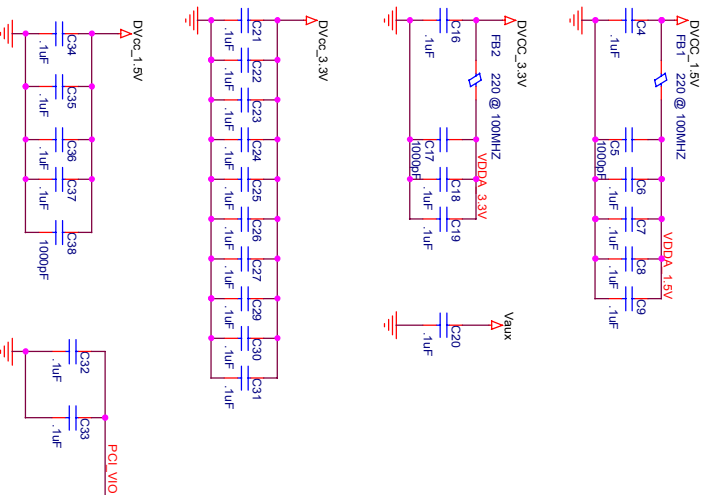 DVCC_1.5V
FB1 220 @ 100MHZ
C4
.1uF
C5
1000pF
C6
.1uF
C7
.1uF
VDDA_1.5V
C8
.1uF
C9
.1uF
DVCC_3.3V
FB2 220 @ 100MHZ
C16
.1uF
C17
1000pF
VDDA_3.3V
C18
.1uF
C19
.1uF
Vaux
C20
.1uF
DVcc_3.3V
C21
.1uF
C22
.1uF
C23
.1uF
C24
.1uF
C25
.1uF
C26
.1uF
C27
.1uF
C29
.1uF
C30
.1uF
C31
.1uF
DVcc_1.5V
C34
.1uF
C35
.1uF
C36
.1uF
C37
.1uF
C38
1000pF
C32
.1uF
C33
.1uF
PCI_VIO